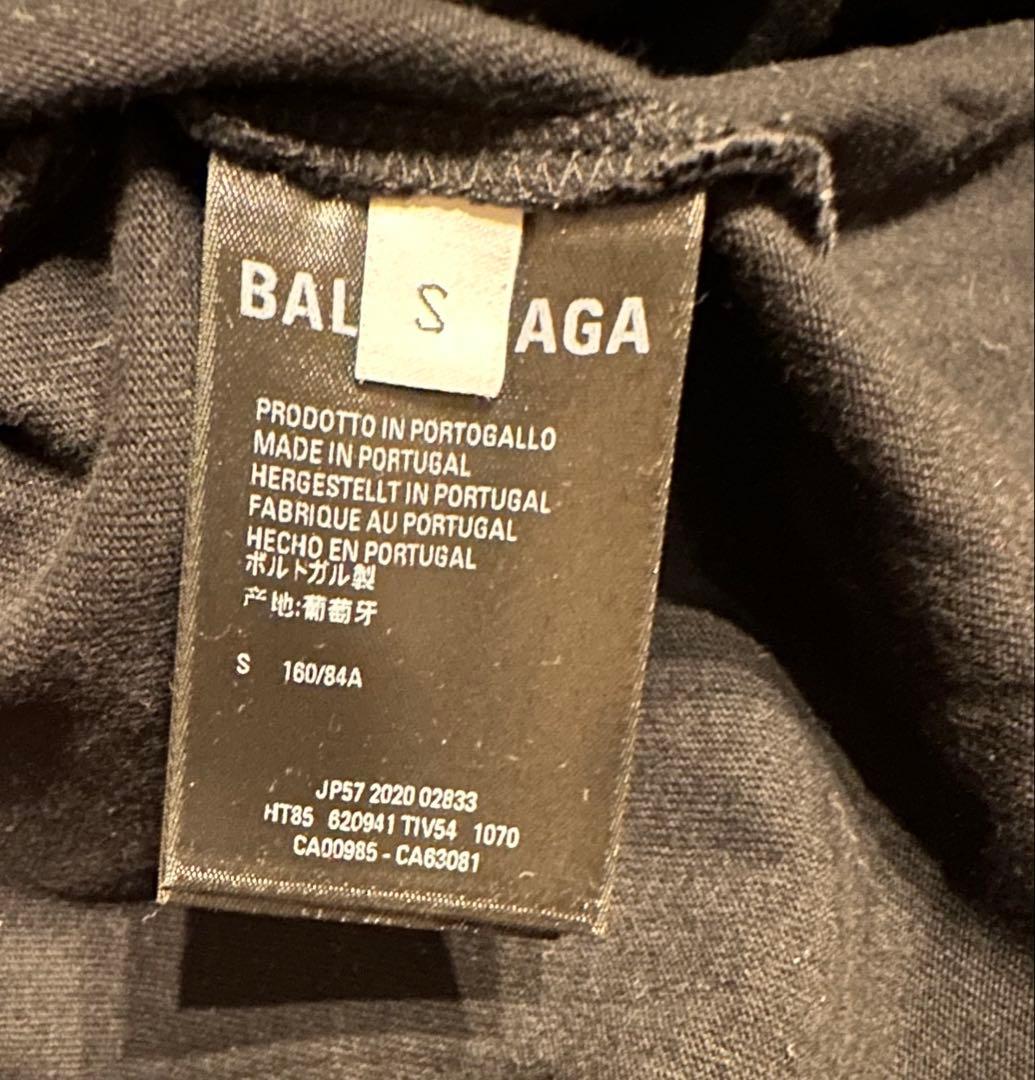 BAL S AGA
PRODOTTO IN PORTOGALLO
MADE IN PORTUGAL
HERGESTELLT IN PORTUGAL
FABRIQUE AU PORTUGAL
HECHO EN PORTUGAL
ポルトガル製
产地:葡萄牙
S 160/84A
JP57 2020 02833
HT85 620941 TIV54 1070
CA00985 - CA63081